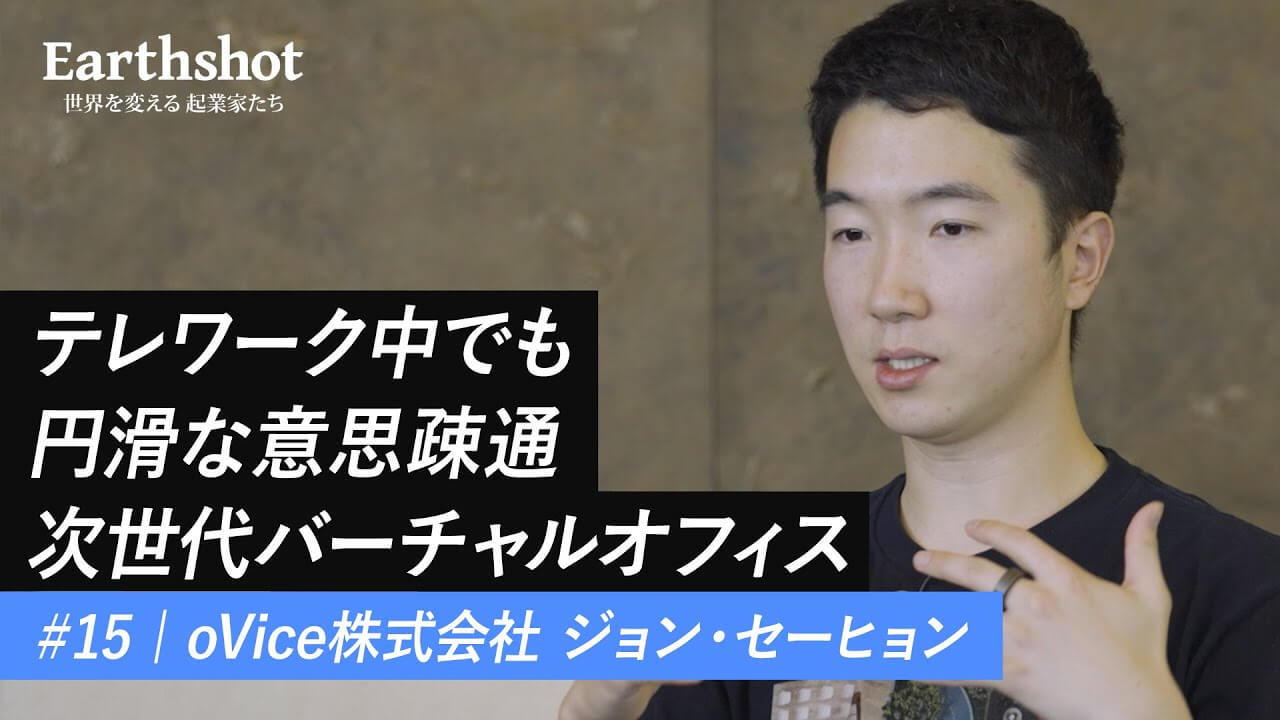 Earthshot
世界を変える 起業家たち
テレワーク中でも
円滑な意思疎通
次世代バーチャルオフィス
#15｜oVice株式会社 ジョン・セーヒョン